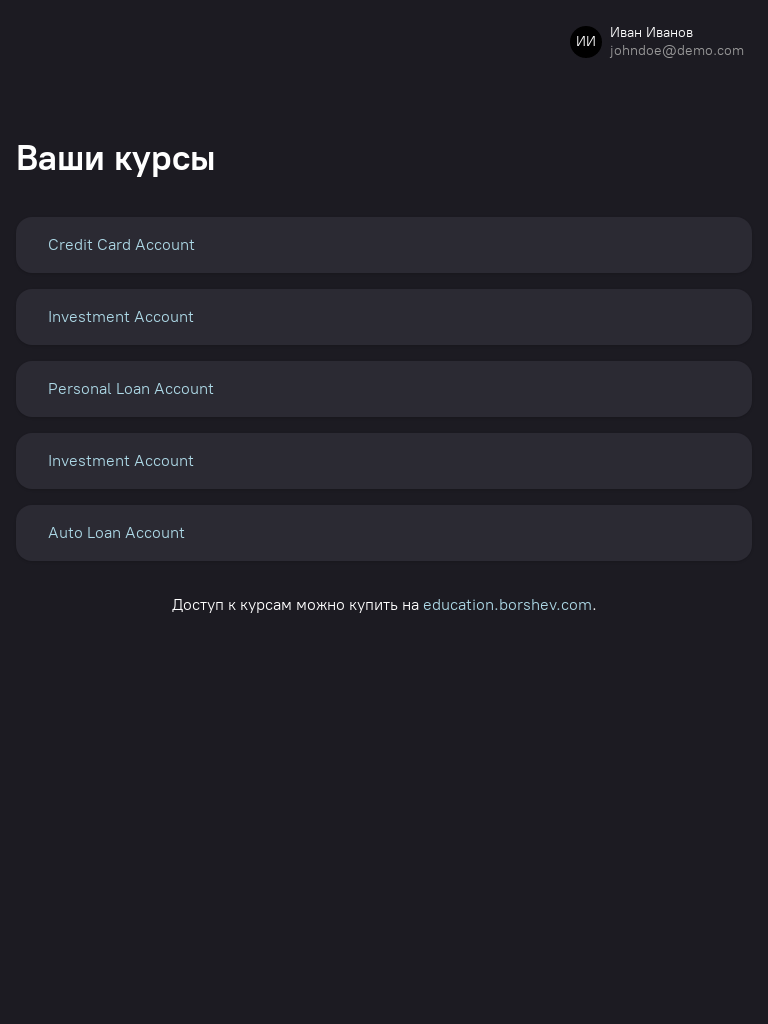 ИИ
Иван Иванов
johndoe@demo.com
Ваши курсы
Credit Card Account
Investment Account
Personal Loan Account
Investment Account
Auto Loan Account
Доступ к курсам можно купить на education.borshev.com.